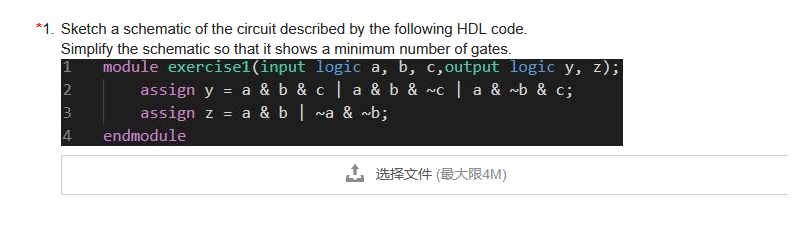 *1. Sketch a schematic of the circuit described by the following HDL code.
Simplify the schematic so that it shows a minimum number of gates.
1 module exercise1(input logic a, b, c,output logic y, z);
2 assign y = a & b & c | a & b & ~c | a & ~b & c;
3 assign z = a & b | ~a & ~b;
4 endmodule
选择文件 (最大限4M)